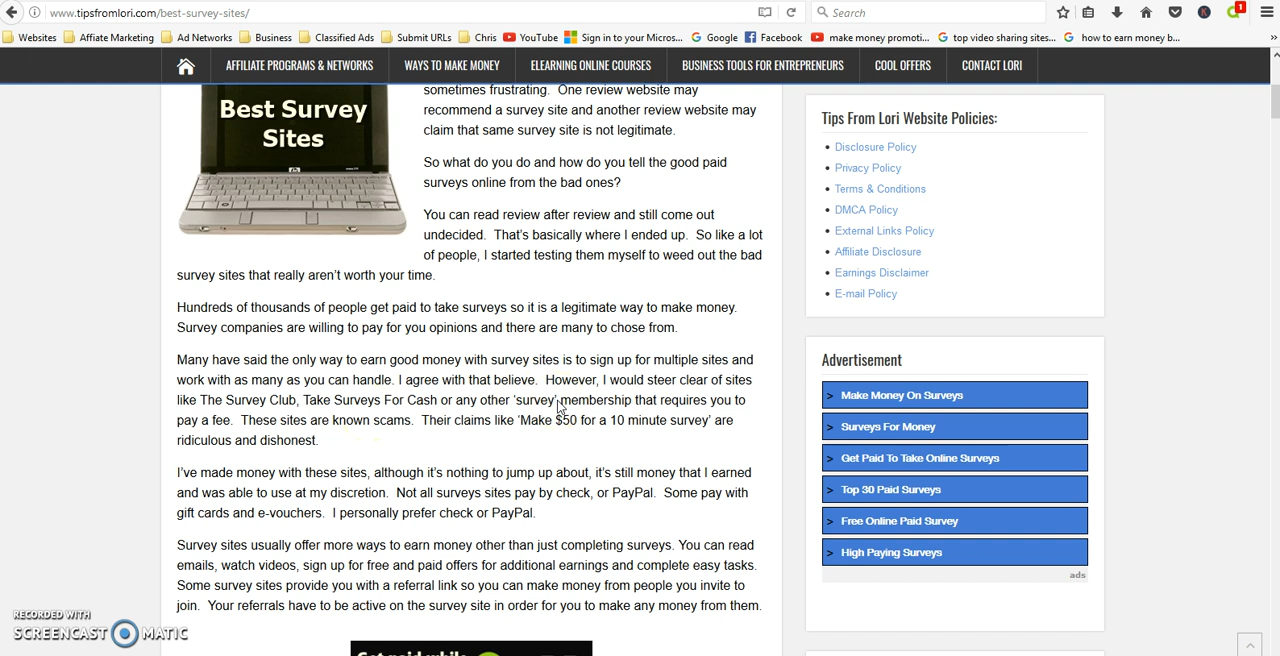 www.tipsfromlori.com/best-survey-sites/
Search
1
Websites
Affiate Marketing
Ad Networks
Business
Classified Ads
Submit URLs
Chris
YouTube
Sign in to your Micros...
Google
Facebook
make money promoti...
top video sharing sites...
how to earn money b...
AFFILIATE PROGRAMS & NETWORKS
WAYS TO MAKE MONEY
ELEARNING ONLINE COURSES
BUSINESS TOOLS FOR ENTREPRENEURS
COOL OFFERS
CONTACT LORI
Best Survey
Sites
hp
sometimes frustrating. One review website may
recommend a survey site and another review website may
claim that same survey site is not legitimate.
So what do you do and how do you tell the good paid
surveys online from the bad ones?
You can read review after review and still come out
undecided. That's basically where I ended up. So like a lot
of people, I started testing them myself to weed out the bad
survey sites that really aren't worth your time.
Hundreds of thousands of people get paid to take surveys so it is a legitimate way to make money.
Survey companies are willing to pay for you opinions and there are many to chose from.
Many have said the only way to earn good money with survey sites is to sign up for multiple sites and
work with as many as you can handle. I agree with that believe. However, I would steer clear of sites
like The Survey Club, Take Surveys For Cash or any other 'survey' membership that requires you to
pay a fee. These sites are known scams. Their claims like 'Make $50 for a 10 minute survey' are
ridiculous and dishonest.
I've made money with these sites, although it's nothing to jump up about, it's still money that I earned
and was able to use at my discretion. Not all surveys sites pay by check, or PayPal. Some pay with
gift cards and e-vouchers. I personally prefer check or PayPal.
Survey sites usually offer more ways to earn money other than just completing surveys. You can read
emails, watch videos, sign up for free and paid offers for additional earnings and complete easy tasks.
Some survey sites provide you with a referral link so you can make money from people you invite to
join. Your referrals have to be active on the survey site in order for you to make any money from them.
Get paid while
Tips From Lori Website Policies:
Disclosure Policy
Privacy Policy
Terms & Conditions
DMCA Policy
External Links Policy
Affiliate Disclosure
Earnings Disclaimer
E-mail Policy
Advertisement
> Make Money On Surveys
> Surveys For Money
> Get Paid To Take Online Surveys
> Top 30 Paid Surveys
> Free Online Paid Survey
> High Paying Surveys
ads
RECORDED WITH
SCREENCAST MATIC